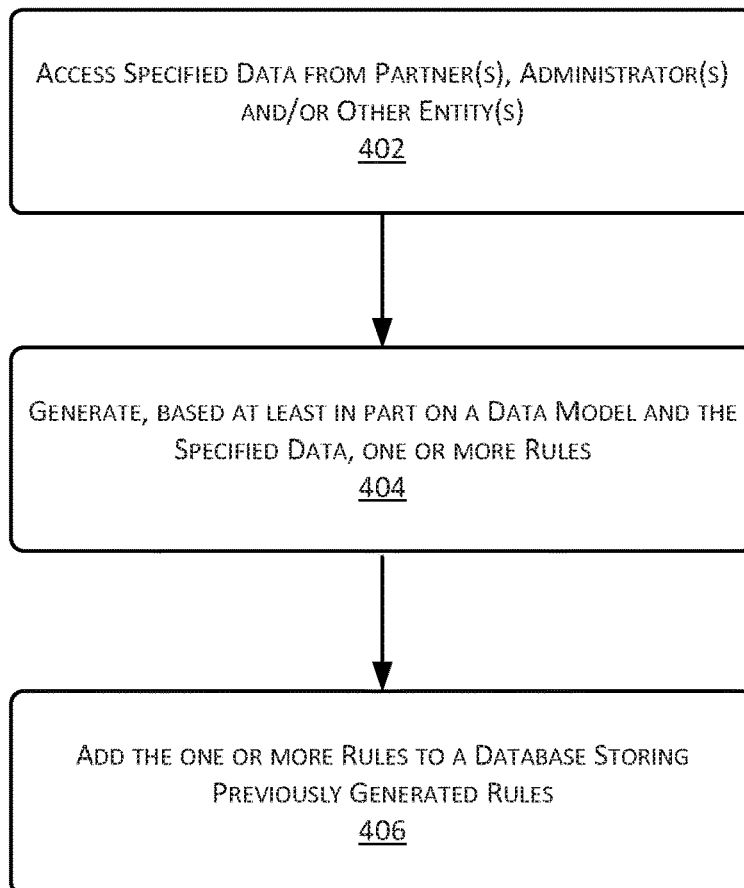 Access Specified Data from Partner(s), Administrator(s)
and/or Other Entity(s)
402
Generate, based at least in part on a Data Model and the
Specified Data, one or more Rules
404
Add the one or more Rules to a Database Storing
Previously Generated Rules
406